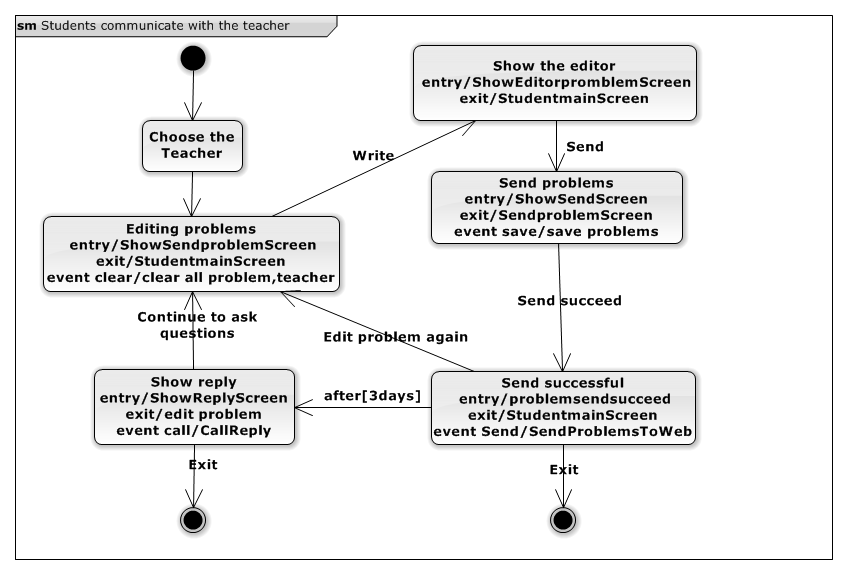 sm Students communicate with the teacher
Show the editor
entry/ShowEditorpromblemScreen
exit/StudentmainScreen
Choose the
Teacher
Write
Send
Send problems
entry/ShowSendScreen
exit/SendproblemScreen
event save/save problems
Editing problems
entry/ShowSendproblemScreen
exit/StudentmainScreen
event clear/clear all problem,teacher
Send succeed
Continue to ask
questions
Edit problem again
Show reply
entry/ShowReplyScreen
exit/edit problem
event call/CallReply
after[3days]
Send successful
entry/problemsendsucceed
exit/StudentmainScreen
event Send/SendProblemsToWeb
Exit
Exit